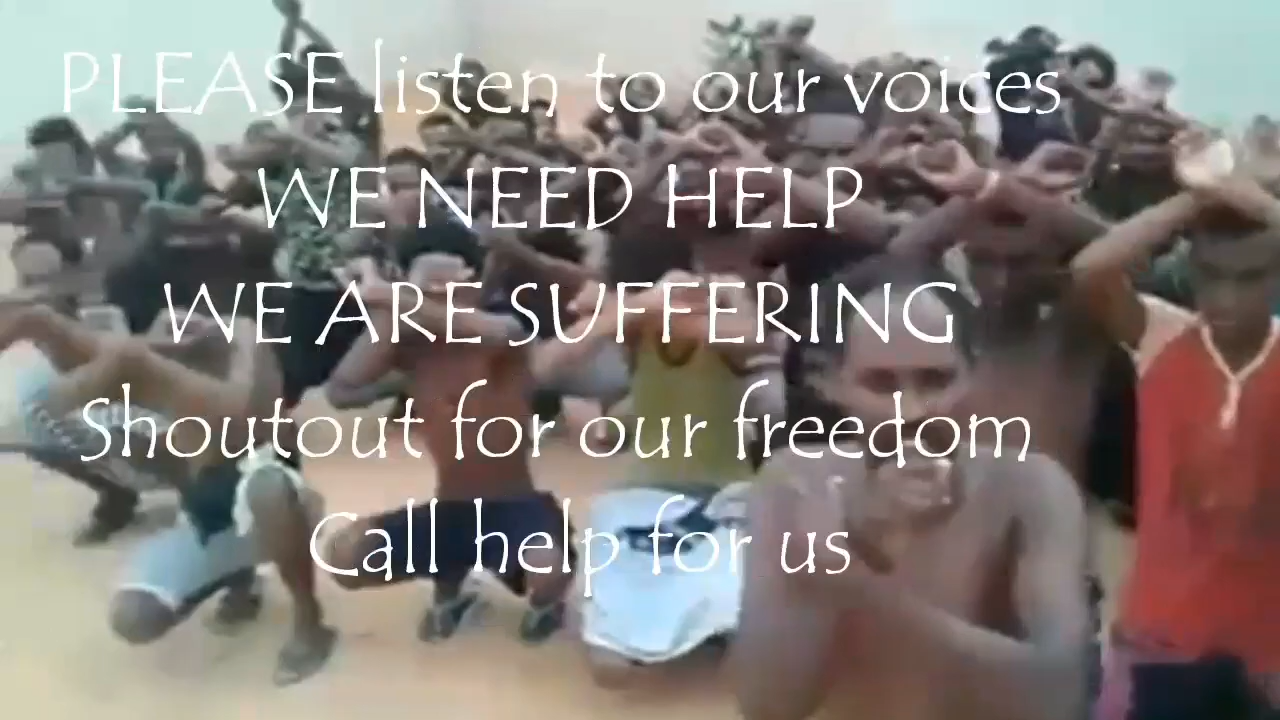 PLEASE listen to our voices
WE NEED HELP
WE ARE SUFFERING
Shoutout for our freedom
Call help for us